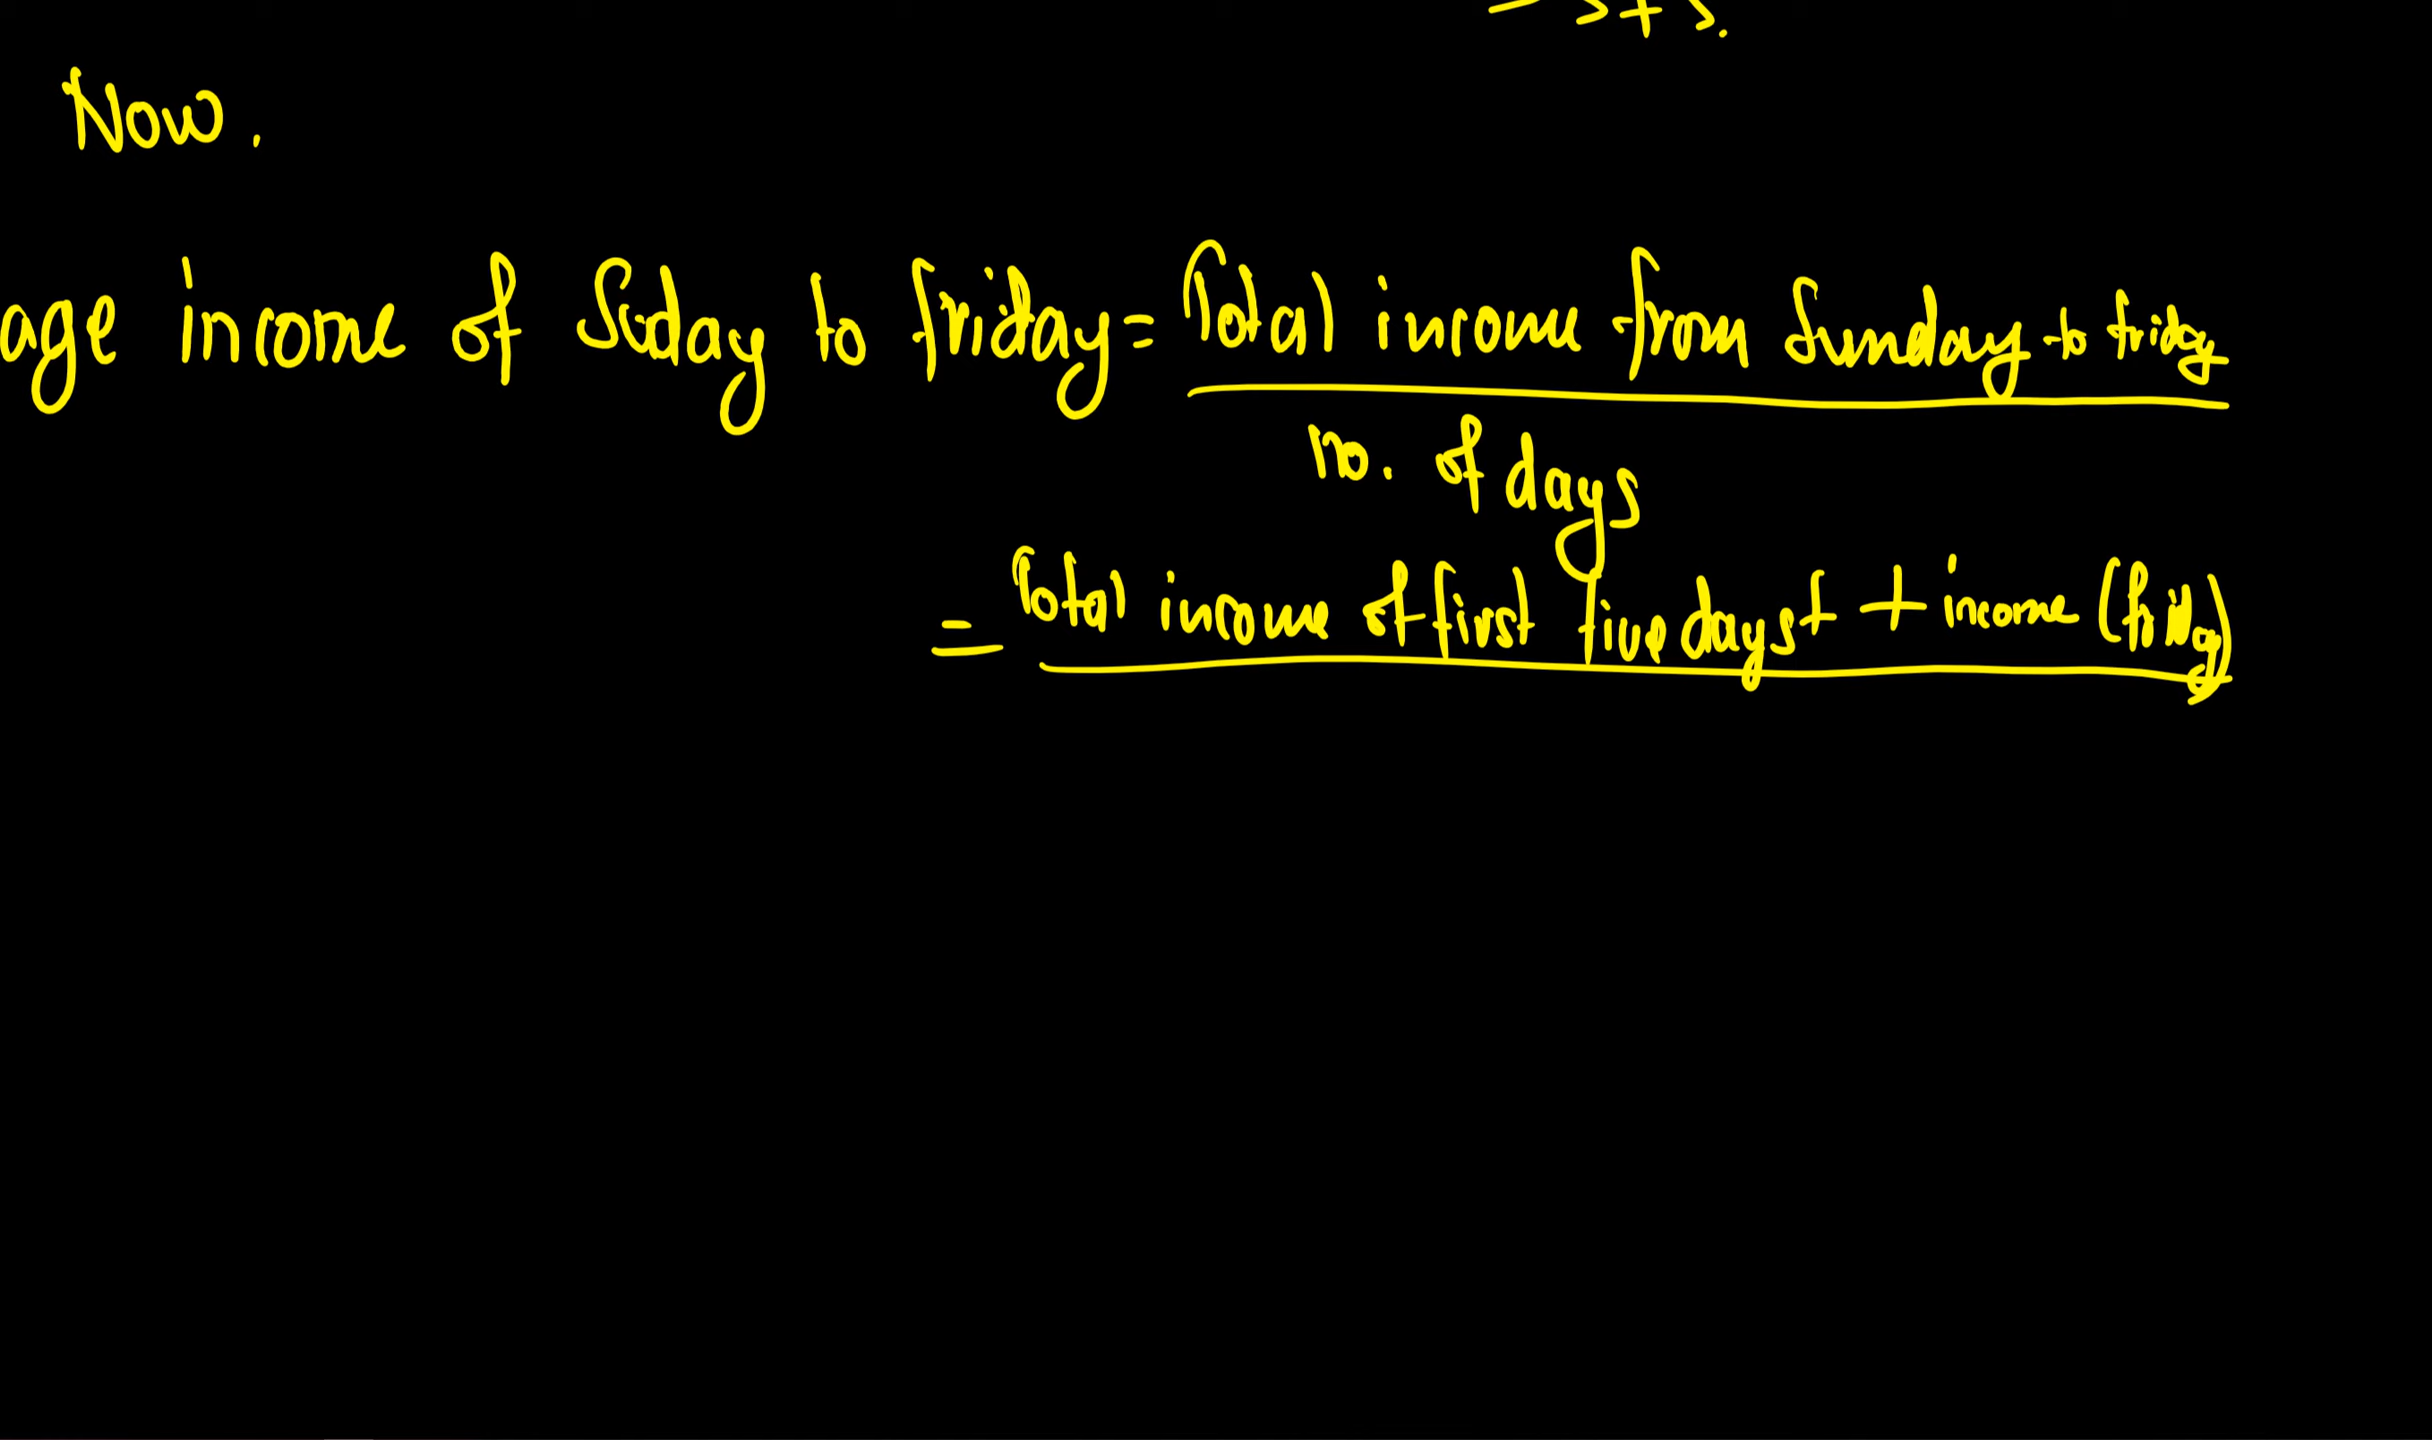 Now.
age income of Suday to friday = Total income from Sunday to friday
no. of days
= Total income of first five days + + income (friday)